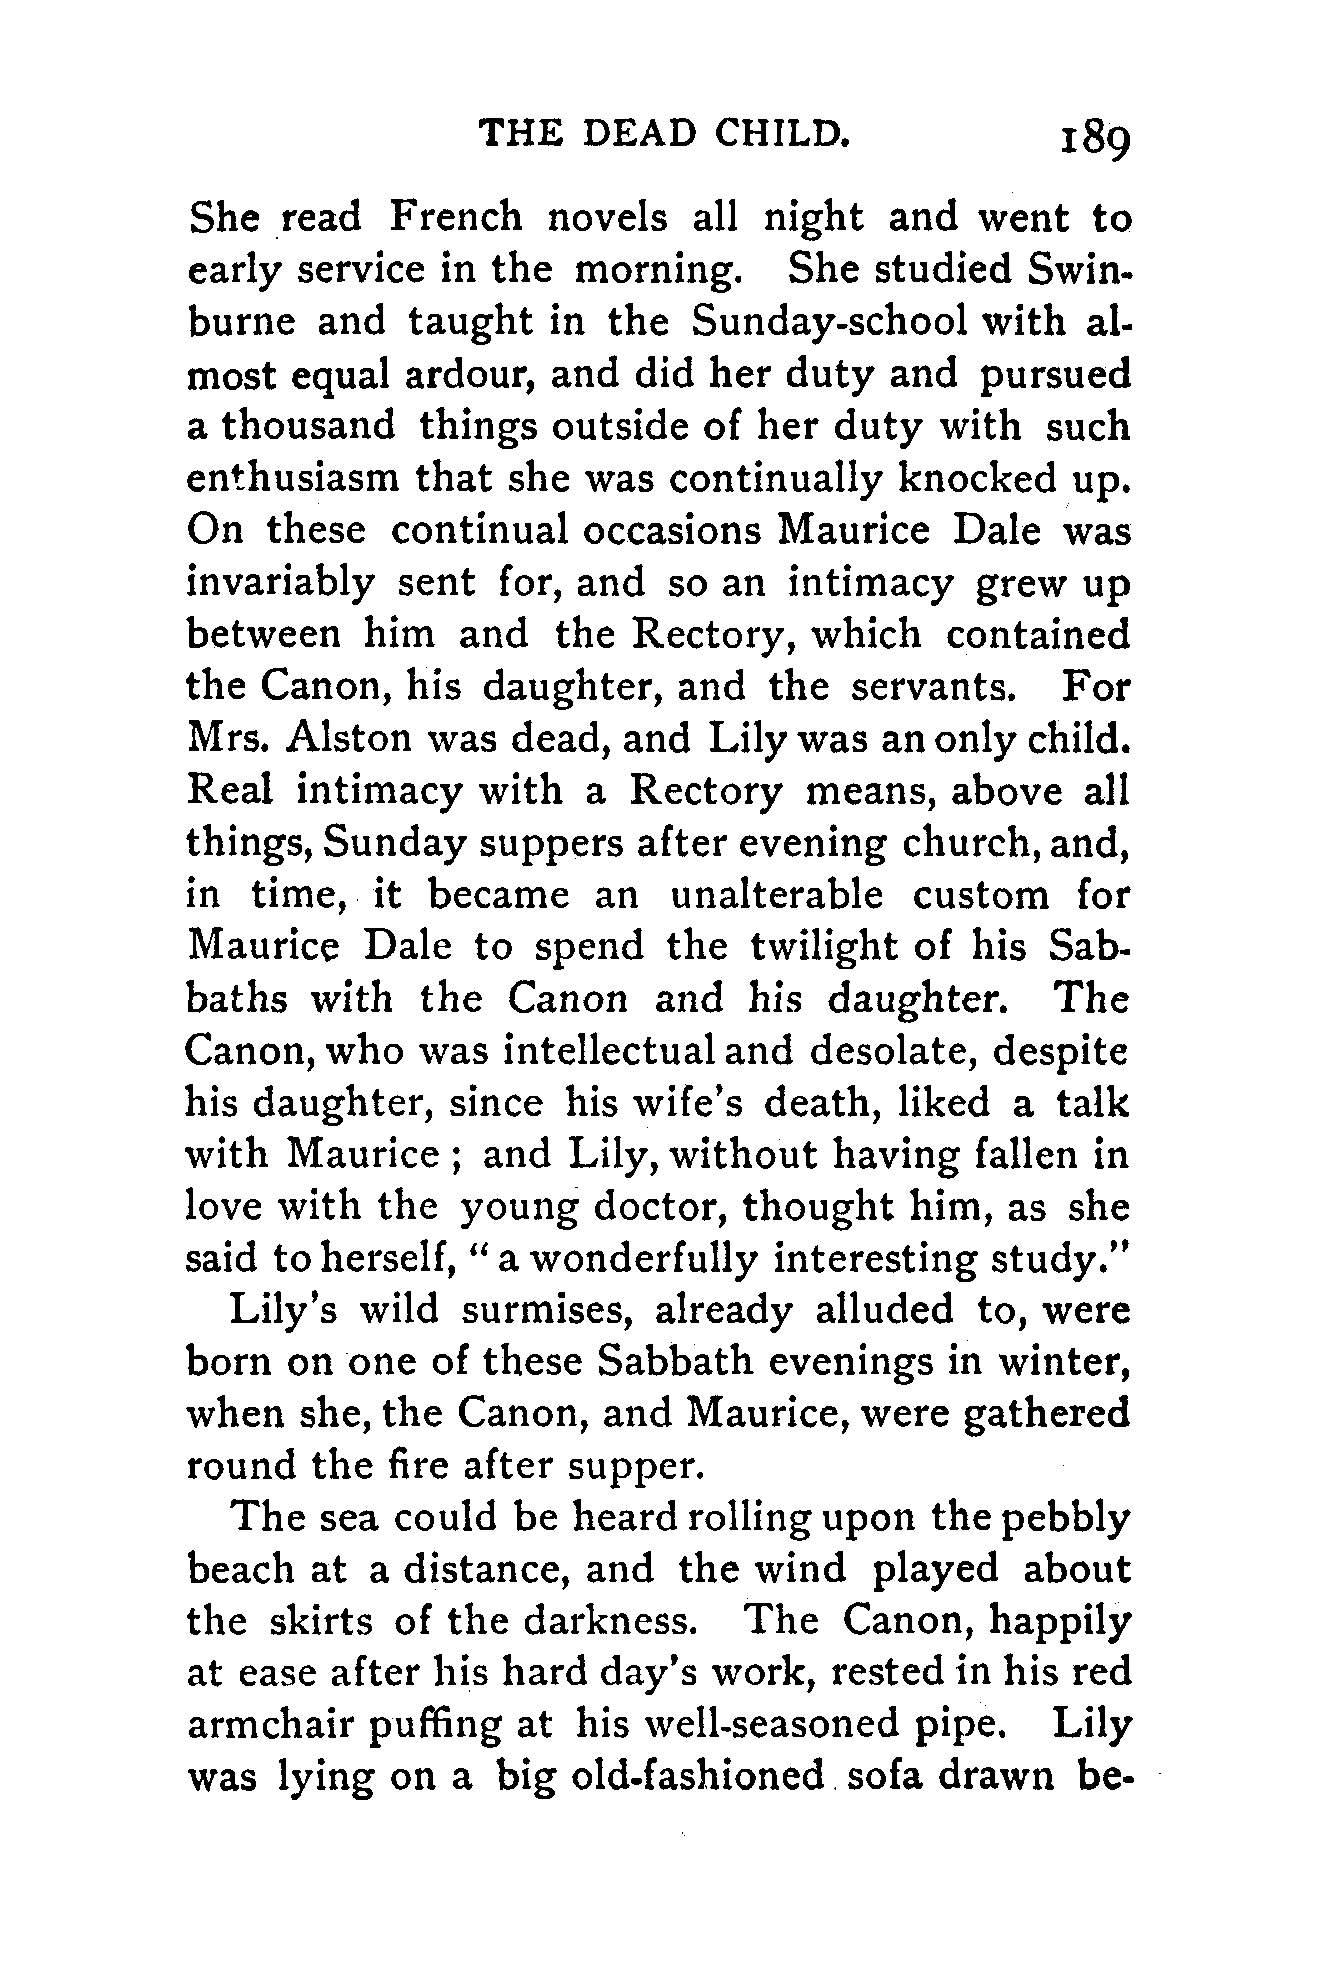 THE DEAD CHILD. 189
She read French novels all night and went to
early service in the morning. She studied Swin-
burne and taught in the Sunday-school with al-
most equal ardour, and did her duty and pursued
a thousand things outside of her duty with such
enthusiasm that she was continually knocked up.
On these continual occasions Maurice Dale was
invariably sent for, and so an intimacy grew up
between him and the Rectory, which contained
the Canon, his daughter, and the servants. For
Mrs. Alston was dead, and Lily was an only child.
Real intimacy with a Rectory means, above all
things, Sunday suppers after evening church, and,
in time, it became an unalterable custom for
Maurice Dale to spend the twilight of his Sab-
baths with the Canon and his daughter. The
Canon, who was intellectual and desolate, despite
his daughter, since his wife's death, liked a talk
with Maurice ; and Lily, without having fallen in
love with the young doctor, thought him, as she
said to herself, " a wonderfully interesting study."
Lily's wild surmises, already alluded to, were
born on one of these Sabbath evenings in winter,
when she, the Canon, and Maurice, were gathered
round the fire after supper.
The sea could be heard rolling upon the pebbly
beach at a distance, and the wind played about
the skirts of the darkness. The Canon, happily
at ease after his hard day's work, rested in his red
armchair puffing at his well-seasoned pipe. Lily
was lying on a big old-fashioned sofa drawn be-